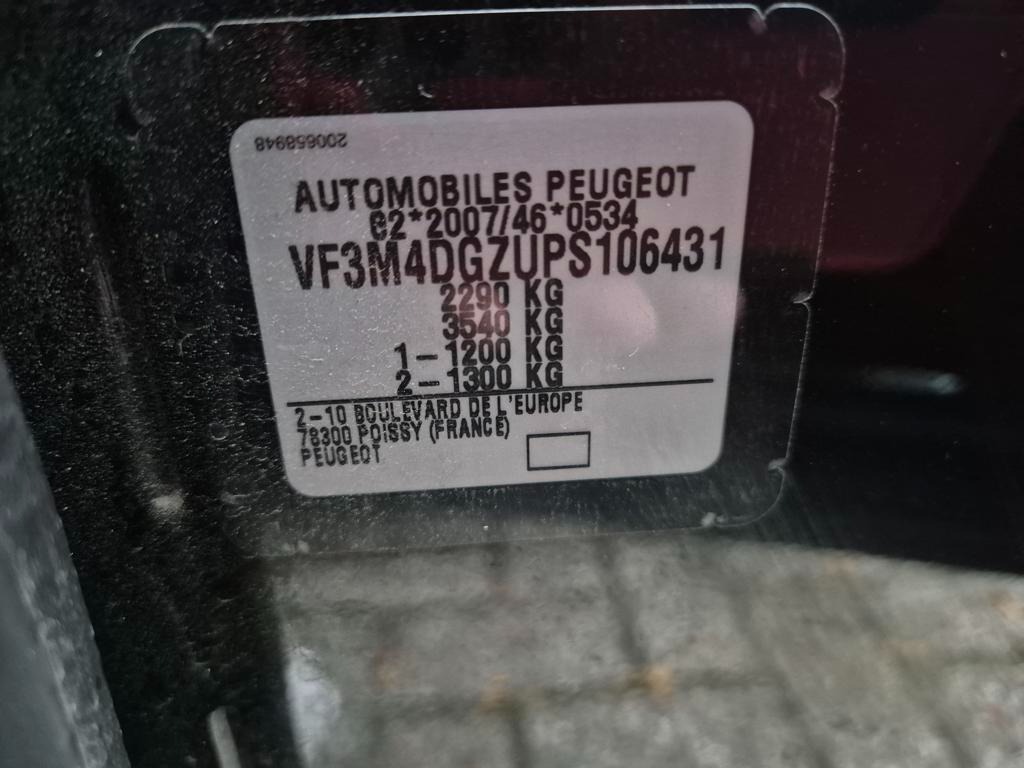 200658948
AUTOMOBILES PEUGEOT
e2*2007/46*0534
VF3M4DGZUPS106431
2290 KG
3540 KG
1-1200 KG
2-1300 KG
2-10 BOULEVARD DE L'EUROPE
78300 POISSY (FRANCE)
PEUGEOT